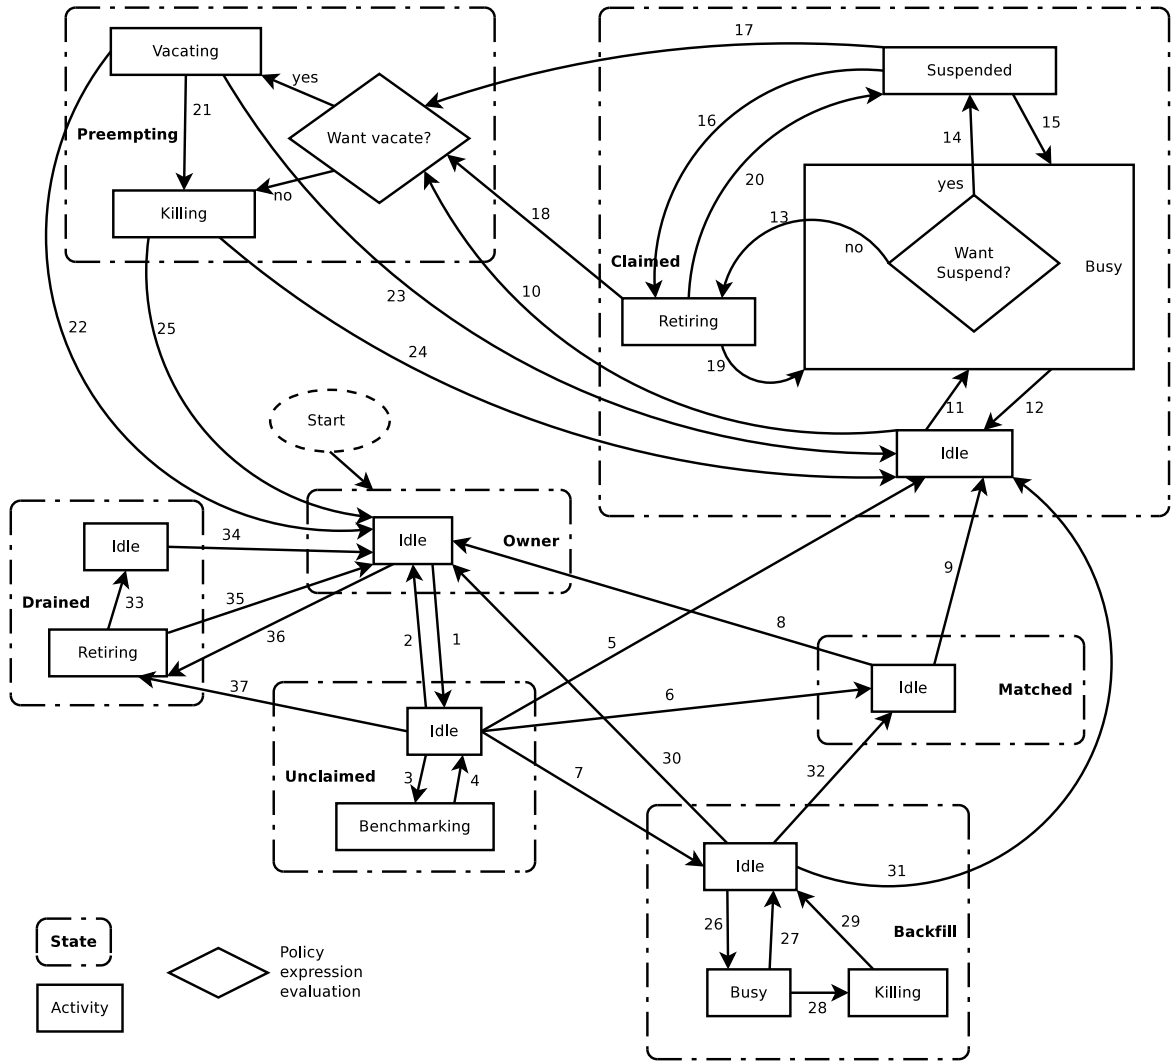 Vacating
yes
21
Preempting
Want vacate?
no
Killing
17
Suspended
16
15
14
20
yes
13
18
no
Want
Suspend?
Busy
Claimed
10
Retiring
23
22
25
24
19
11
12
Idle
Start
Idle
Owner
34
Idle
Drained
33
35
Retiring
36
2
1
5
8
9
37
6
Idle
Matched
Idle
Unclaimed
3
4
Benchmarking
7
30
32
Idle
31
26
27
29
Backfill
Busy
28
Killing
State
Activity
Policy
expression
evaluation